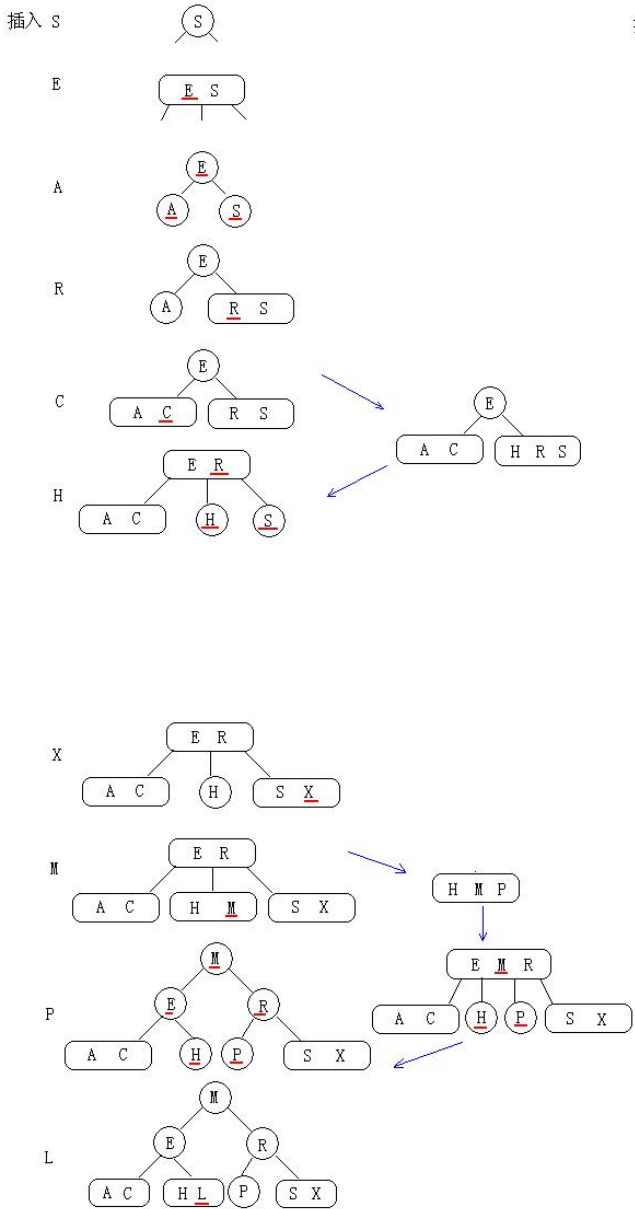 插入 S
S
E
E S
A
E
A S
R
E
A R S
C
E
A C R S
E
A C H R S
H
E R
A C H S
X
E R
A C H S X
M
E R
A C H M S X
H M P
E M R
A C H P S X
P
M
E R
A C H P S X
L
M
E R
A C H L P S X